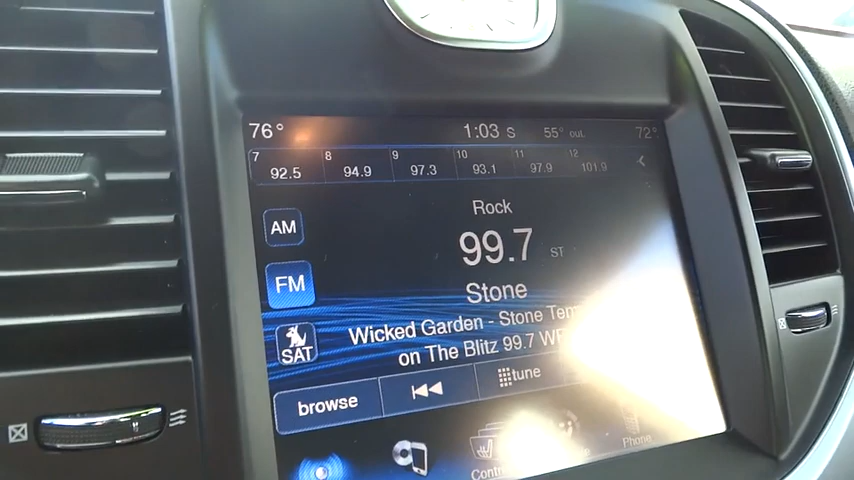 76° 1:03 S 55° out. 72°
7 92.5 8 94.9 9 97.3 10 93.1 11 97.9 12 101.9
Rock
AM
99.7 ST
FM
Stone
Wicked Garden - Stone
SAT
on The Blitz 99.7
browse tune
Phone